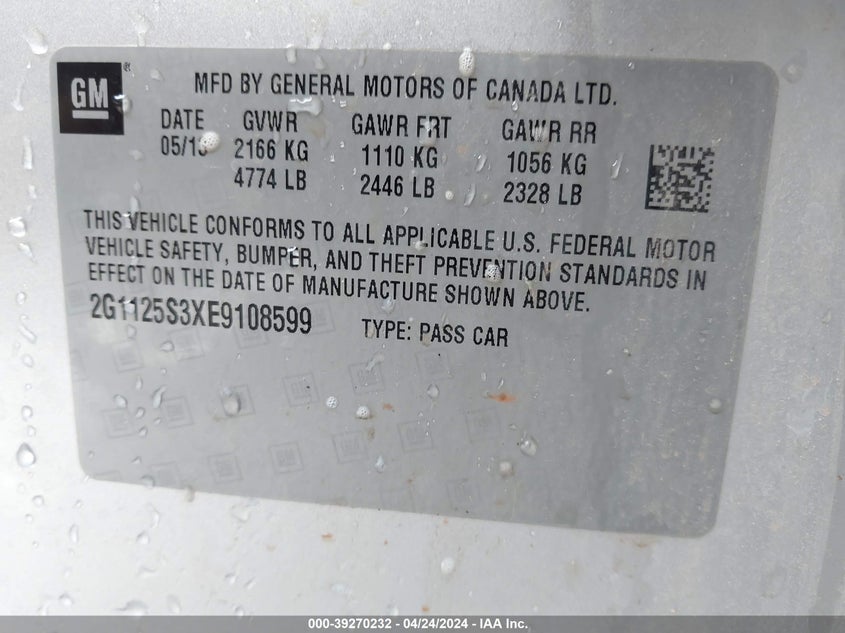 GM
MFD BY GENERAL MOTORS OF CANADA LTD.
DATE GVWR GAWR FRT GAWR RR
2166 KG 1110 KG 1056 KG
4774 LB 2446 LB 2328 LB
THIS VEHICLE CONFORMS TO ALL APPLICABLE U.S. FEDERAL MOTOR
VEHICLE SAFETY, BUMPER, AND THEFT PREVENTION STANDARDS IN
EFFECT ON THE DATE OF MANUFACTURE SHOWN ABOVE.
2G1125S3XE9108599 TYPE: PASS CAR
000-39270232 - 04/24/2024 - IAA Inc.